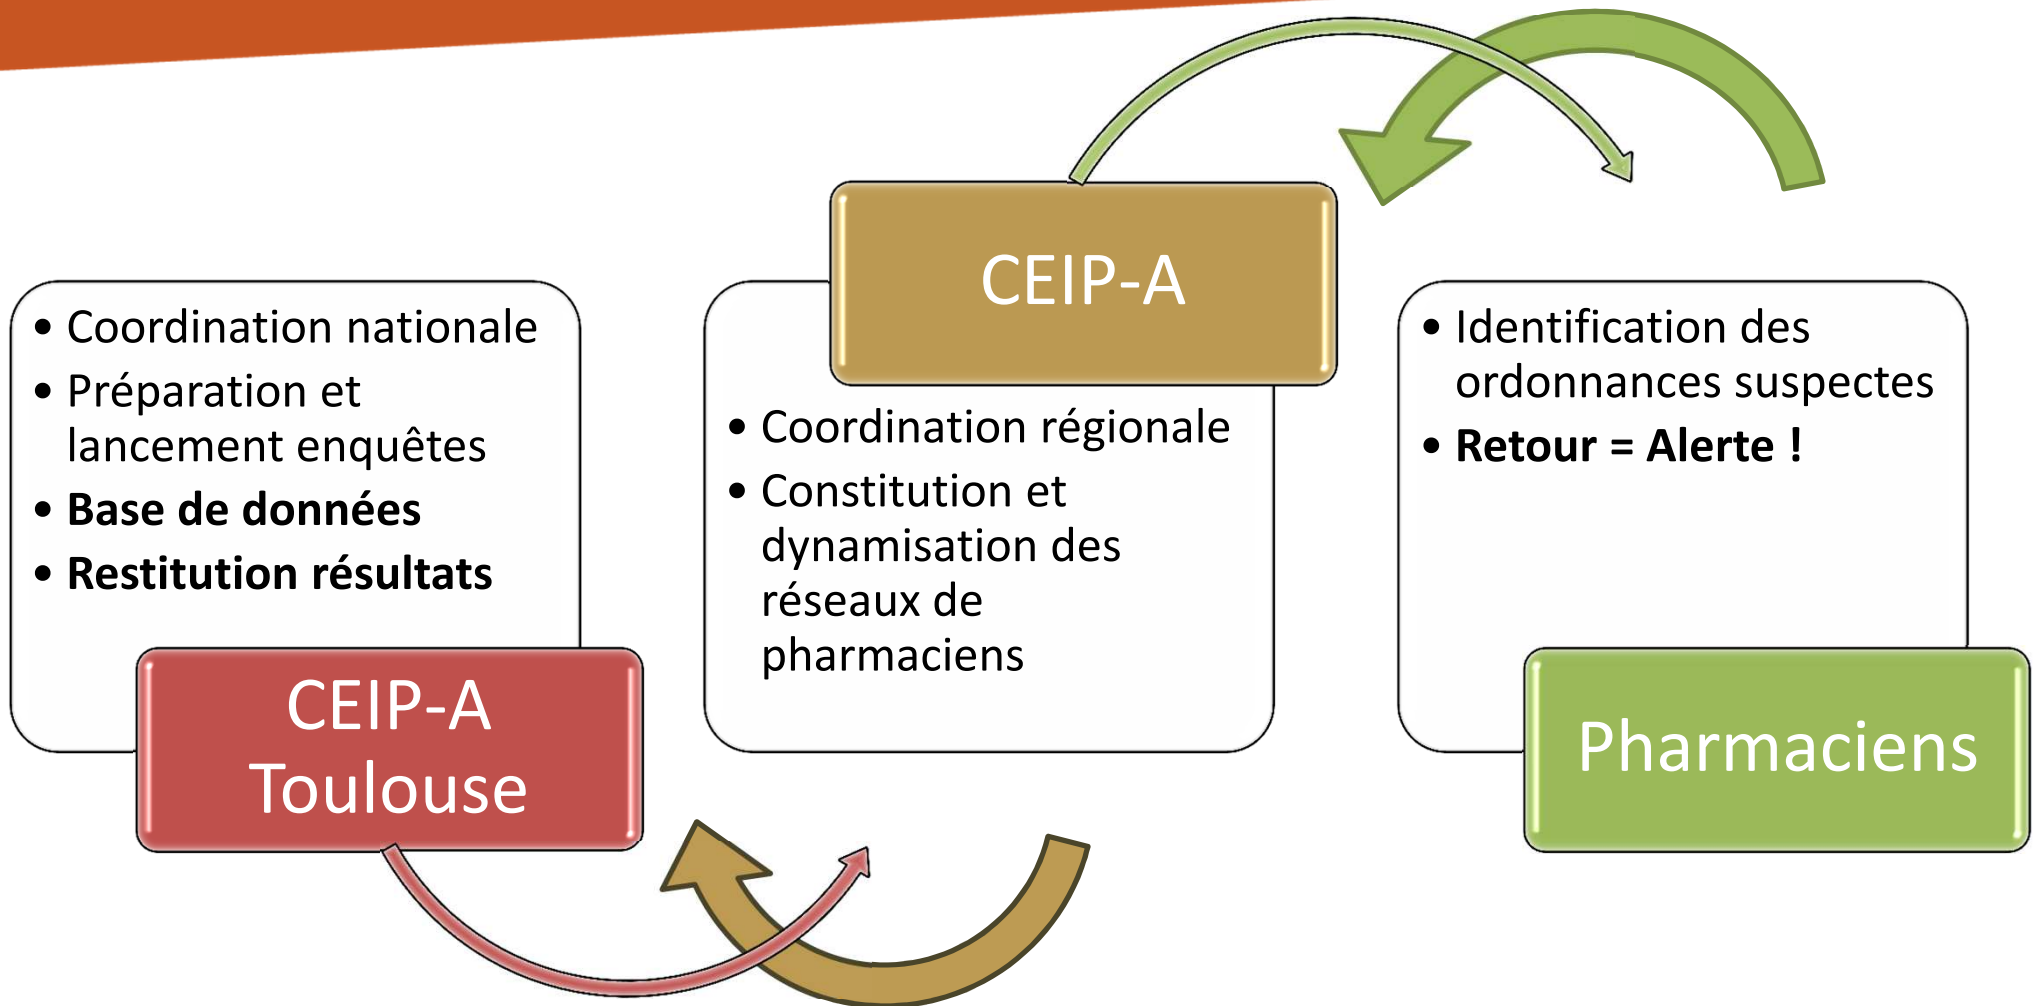 • Coordination nationale
• Préparation et
lancement enquêtes
• Base de données
• Restitution résultats
CEIP-A
Toulouse
CEIP-A
• Coordination régionale
• Constitution et
dynamisation des
réseaux de
pharmaciens
• Identification des
ordonnances suspectes
• Retour = Alerte !
Pharmaciens